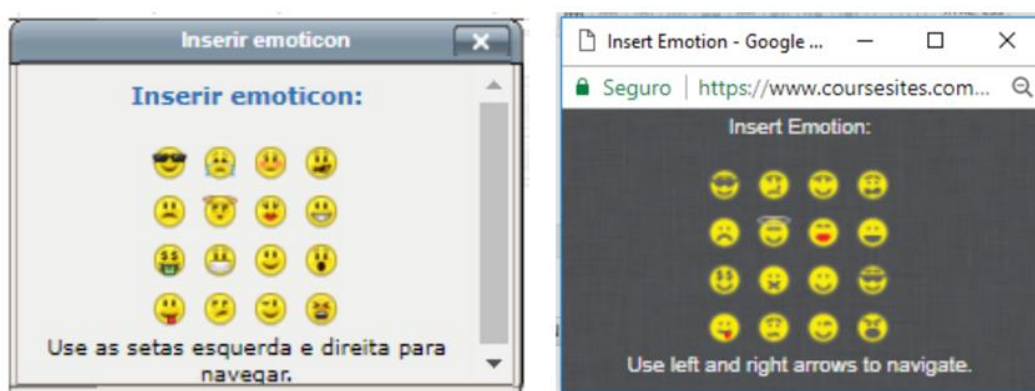 Inserir emoticon
Inserir emoticon:
Use as setas esquerda e direita para
navegar.
Insert Emotion - Google ...
Seguro | https://www.coursesites.com...
Insert Emotion:
Use left and right arrows to navigate.